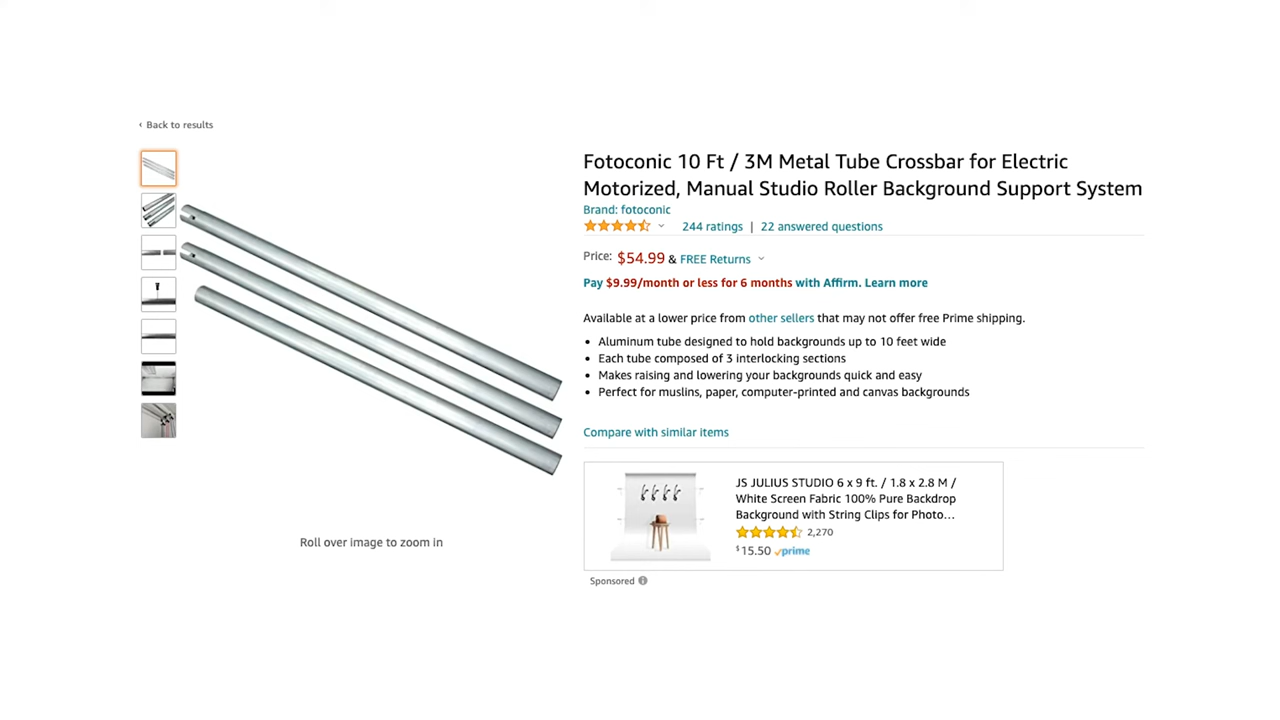 ‹ Back to results
Fotoconic 10 Ft / 3M Metal Tube Crossbar for Electric
Motorized, Manual Studio Roller Background Support System
Brand: fotoconic
244 ratings | 22 answered questions
Price: $54.99 & FREE Returns
Pay $9.99/month or less for 6 months with Affirm. Learn more
Available at a lower price from other sellers that may not offer free Prime shipping.
• Aluminum tube designed to hold backgrounds up to 10 feet wide
• Each tube composed of 3 interlocking sections
• Makes raising and lowering your backgrounds quick and easy
• Perfect for muslins, paper, computer-printed and canvas backgrounds
Compare with similar items
JS JULIUS STUDIO 6 x 9 ft. / 1.8 x 2.8 M /
White Screen Fabric 100% Pure Backdrop
Background with String Clips for Photo…
2,270
$15.50 prime
Sponsored
Roll over image to zoom in